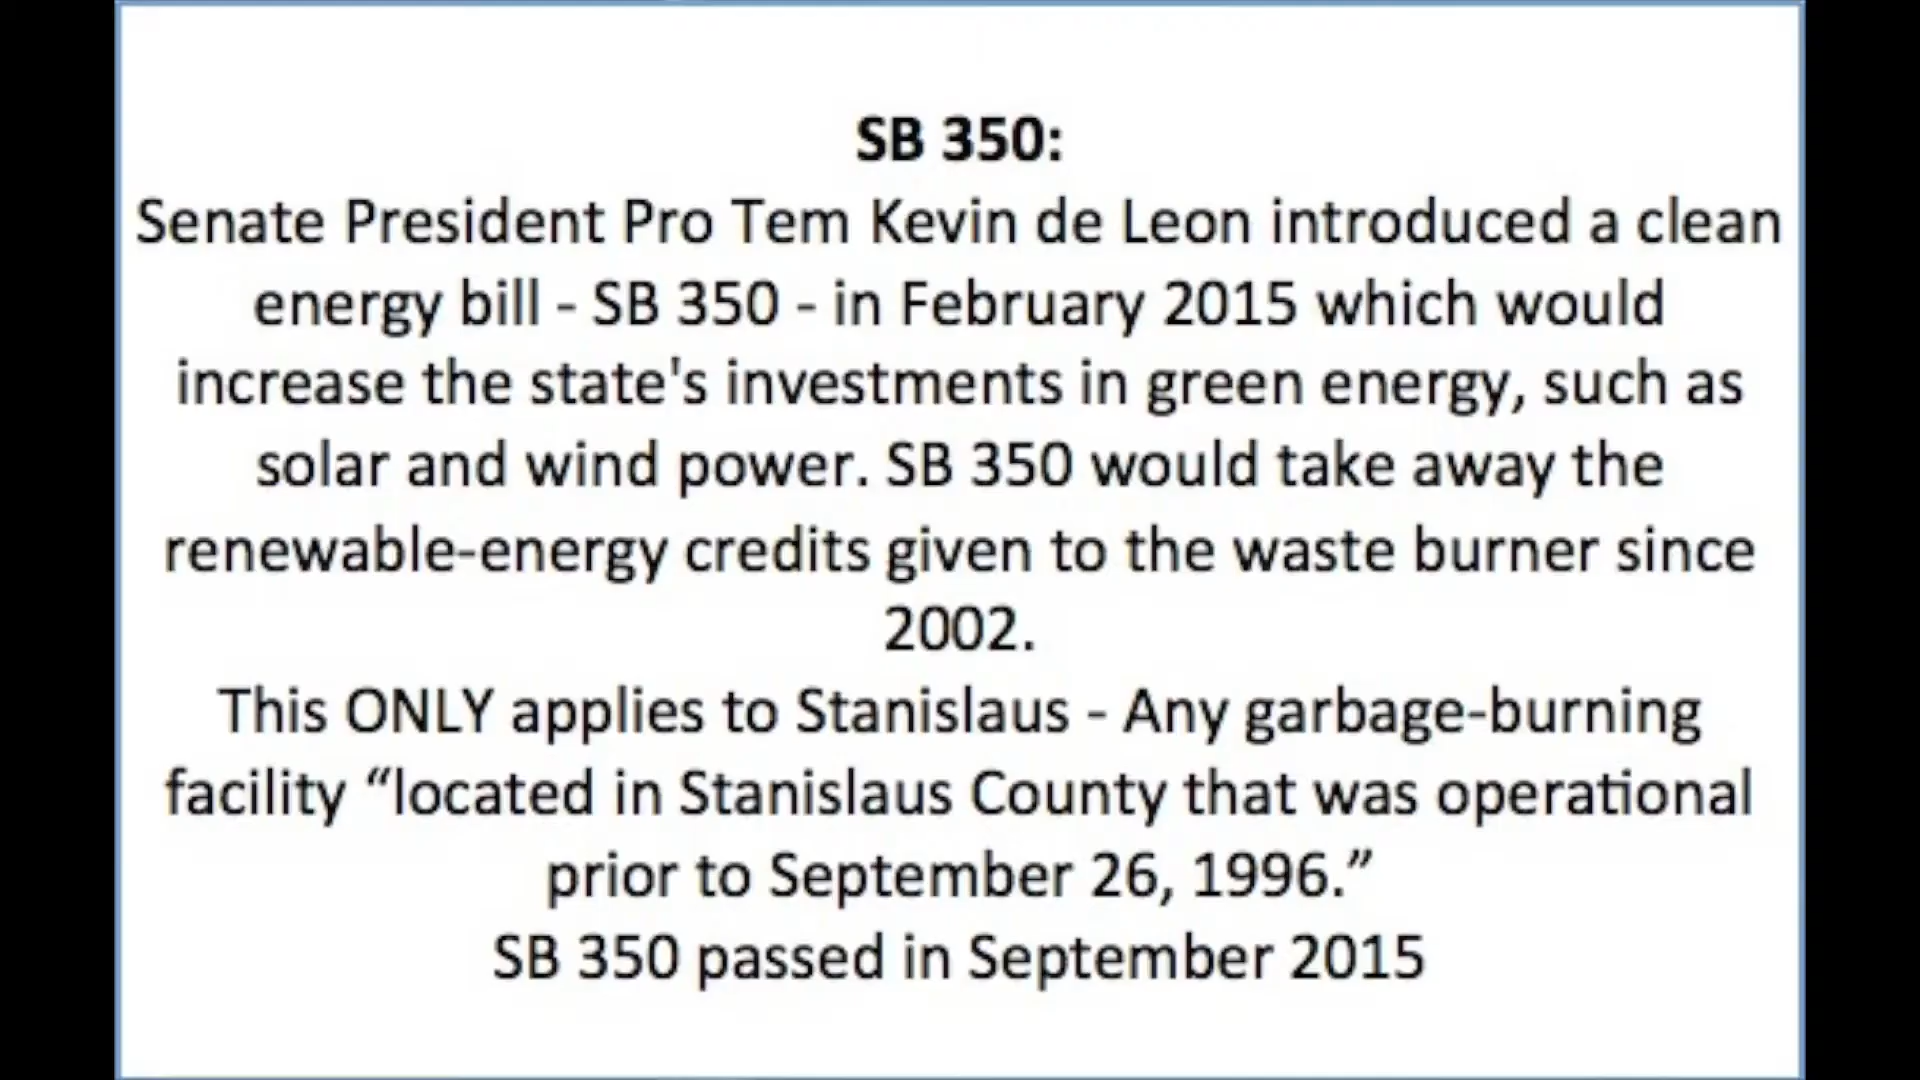 SB 350:
Senate President Pro Tem Kevin de Leon introduced a clean
energy bill - SB 350 - in February 2015 which would
increase the state's investments in green energy, such as
solar and wind power. SB 350 would take away the
renewable-energy credits given to the waste burner since
2002.
This ONLY applies to Stanislaus - Any garbage-burning
facility “located in Stanislaus County that was operational
prior to September 26, 1996.”
SB 350 passed in September 2015